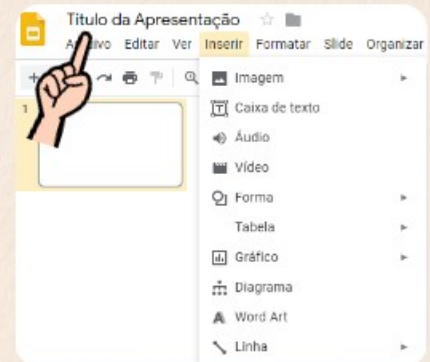 Título da Apresentação
Editar Ver Inserir Formatar Slide Organizar
1
Imagem
Caixa de texto
Áudio
Vídeo
Forma
Tabela
Gráfico
Diagrama
Word Art
Linha